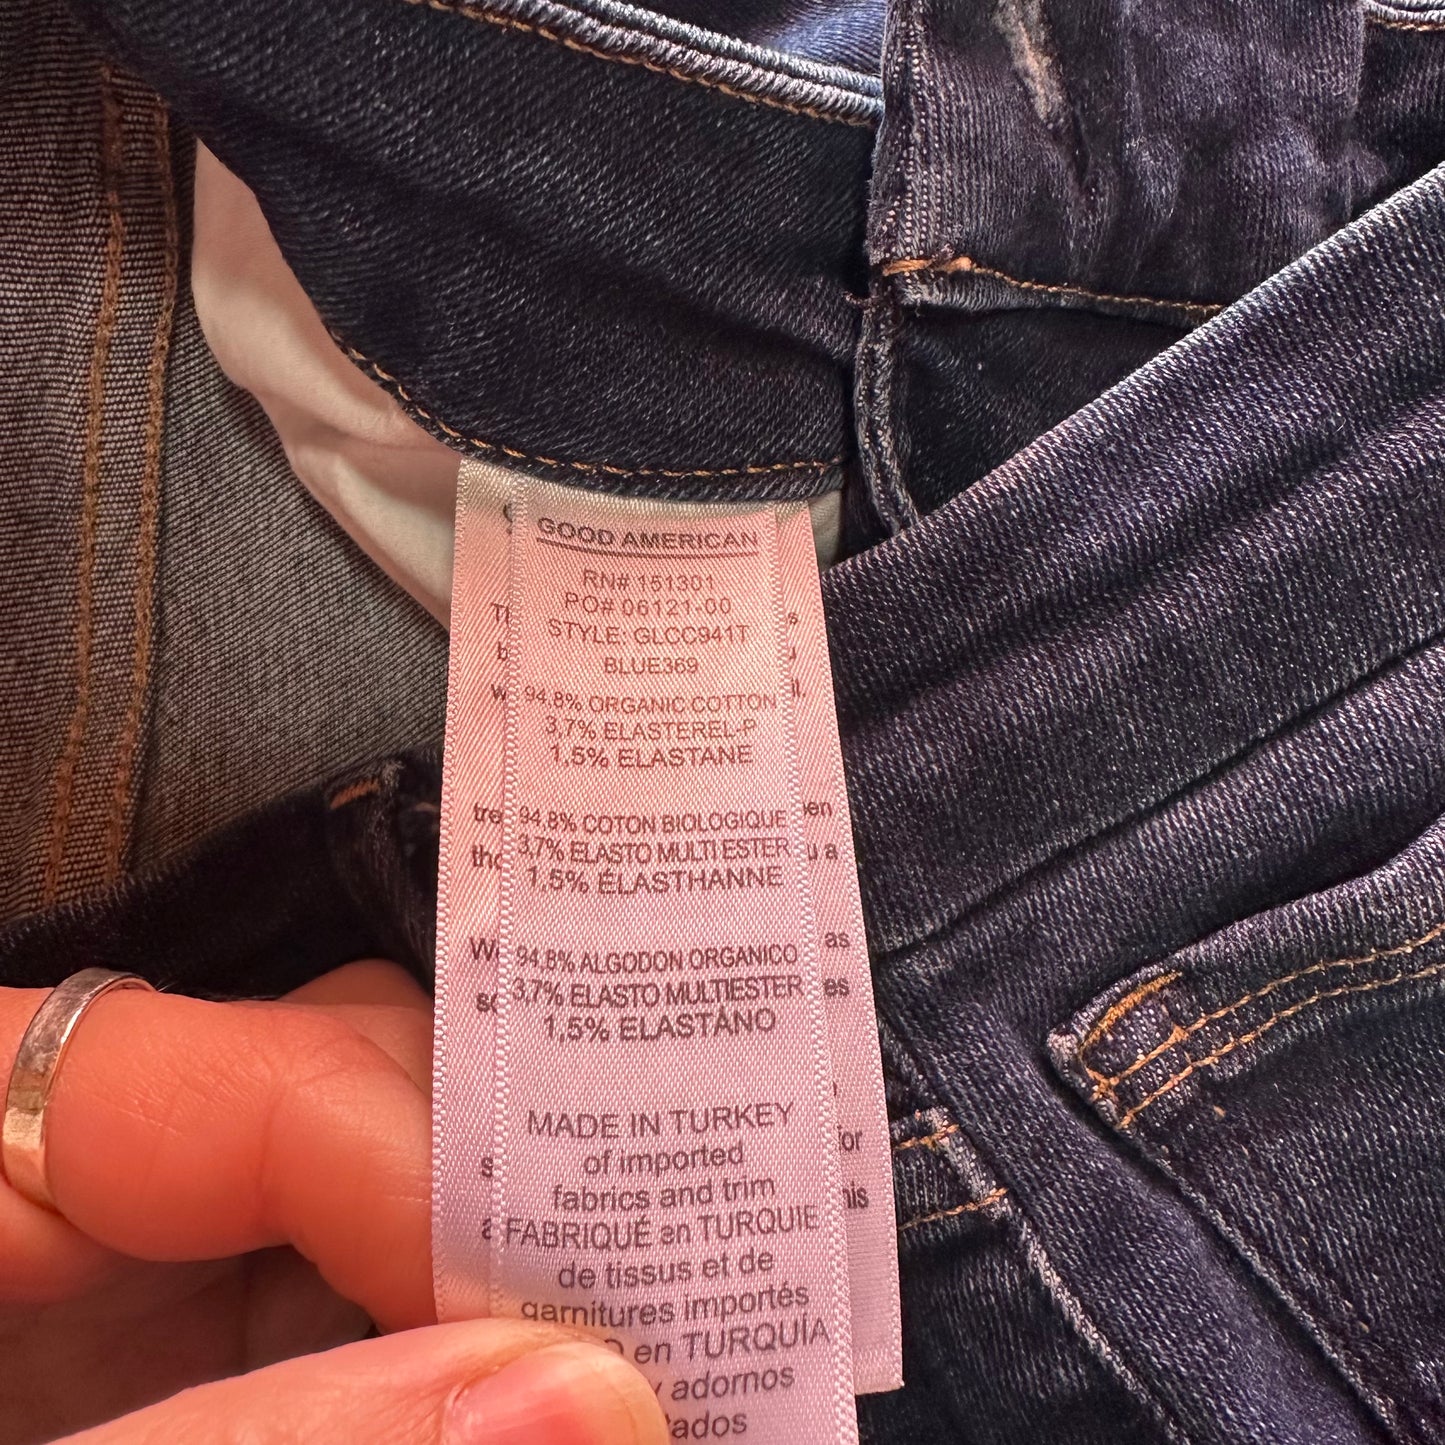 GOOD AMERICAN
RN# 151301
PO# 06121-00
STYLE: GLCC941T
BLUE369
94,8% ORGANIC COTTON
3,7% ELASTEREL-P
1,5% ELASTANE
94,8% COTON BIOLOGIQUE
3,7% ELASTO MULTI ESTER
1,5% ÉLASTHANNE
94,8% ALGODON ORGANICO
3,7% ELASTO MULTIESTER
1,5% ELASTÁNO
MADE IN TURKEY
of imported
fabrics and trim
FABRIQUÉ en TURQUIE
de tissus et de
garnitures importés
en TURQUÍA
y adornos